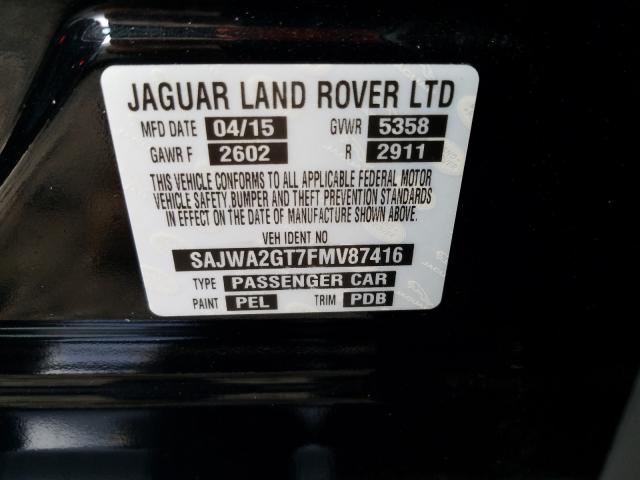 JAGUAR LAND ROVER LTD
MFD DATE 04/15 GVWR 5358
GAWR F 2602 R 2911
THIS VEHICLE CONFORMS TO ALL APPLICABLE FEDERAL MOTOR
VEHICLE SAFETY, BUMPER AND THEFT PREVENTION STANDARDS
IN EFFECT ON THE DATE OF MANUFACTURE SHOWN ABOVE.
VEH IDENT NO
SAJWA2GT7FMV87416
TYPE PASSENGER CAR
PAINT PEL TRIM PDB